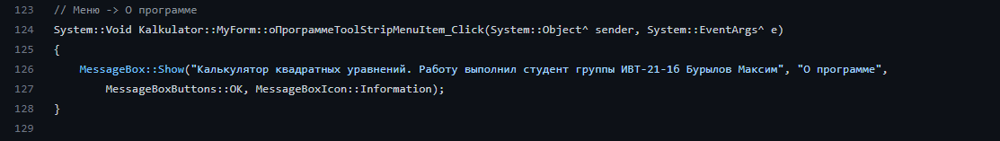 123 // Меню -> О программе
124 System::Void Kalkulator::MyForm::оПрограммеToolStripMenuItem_Click(System::Object^ sender, System::EventArgs^ e)
125 {
126 MessageBox::Show("Калькулятор квадратных уравнений. Работу выполнил студент группы ИВТ-21-1б Бурылов Максим", "О программе",
127 MessageBoxButtons::OK, MessageBoxIcon::Information);
128 }
129